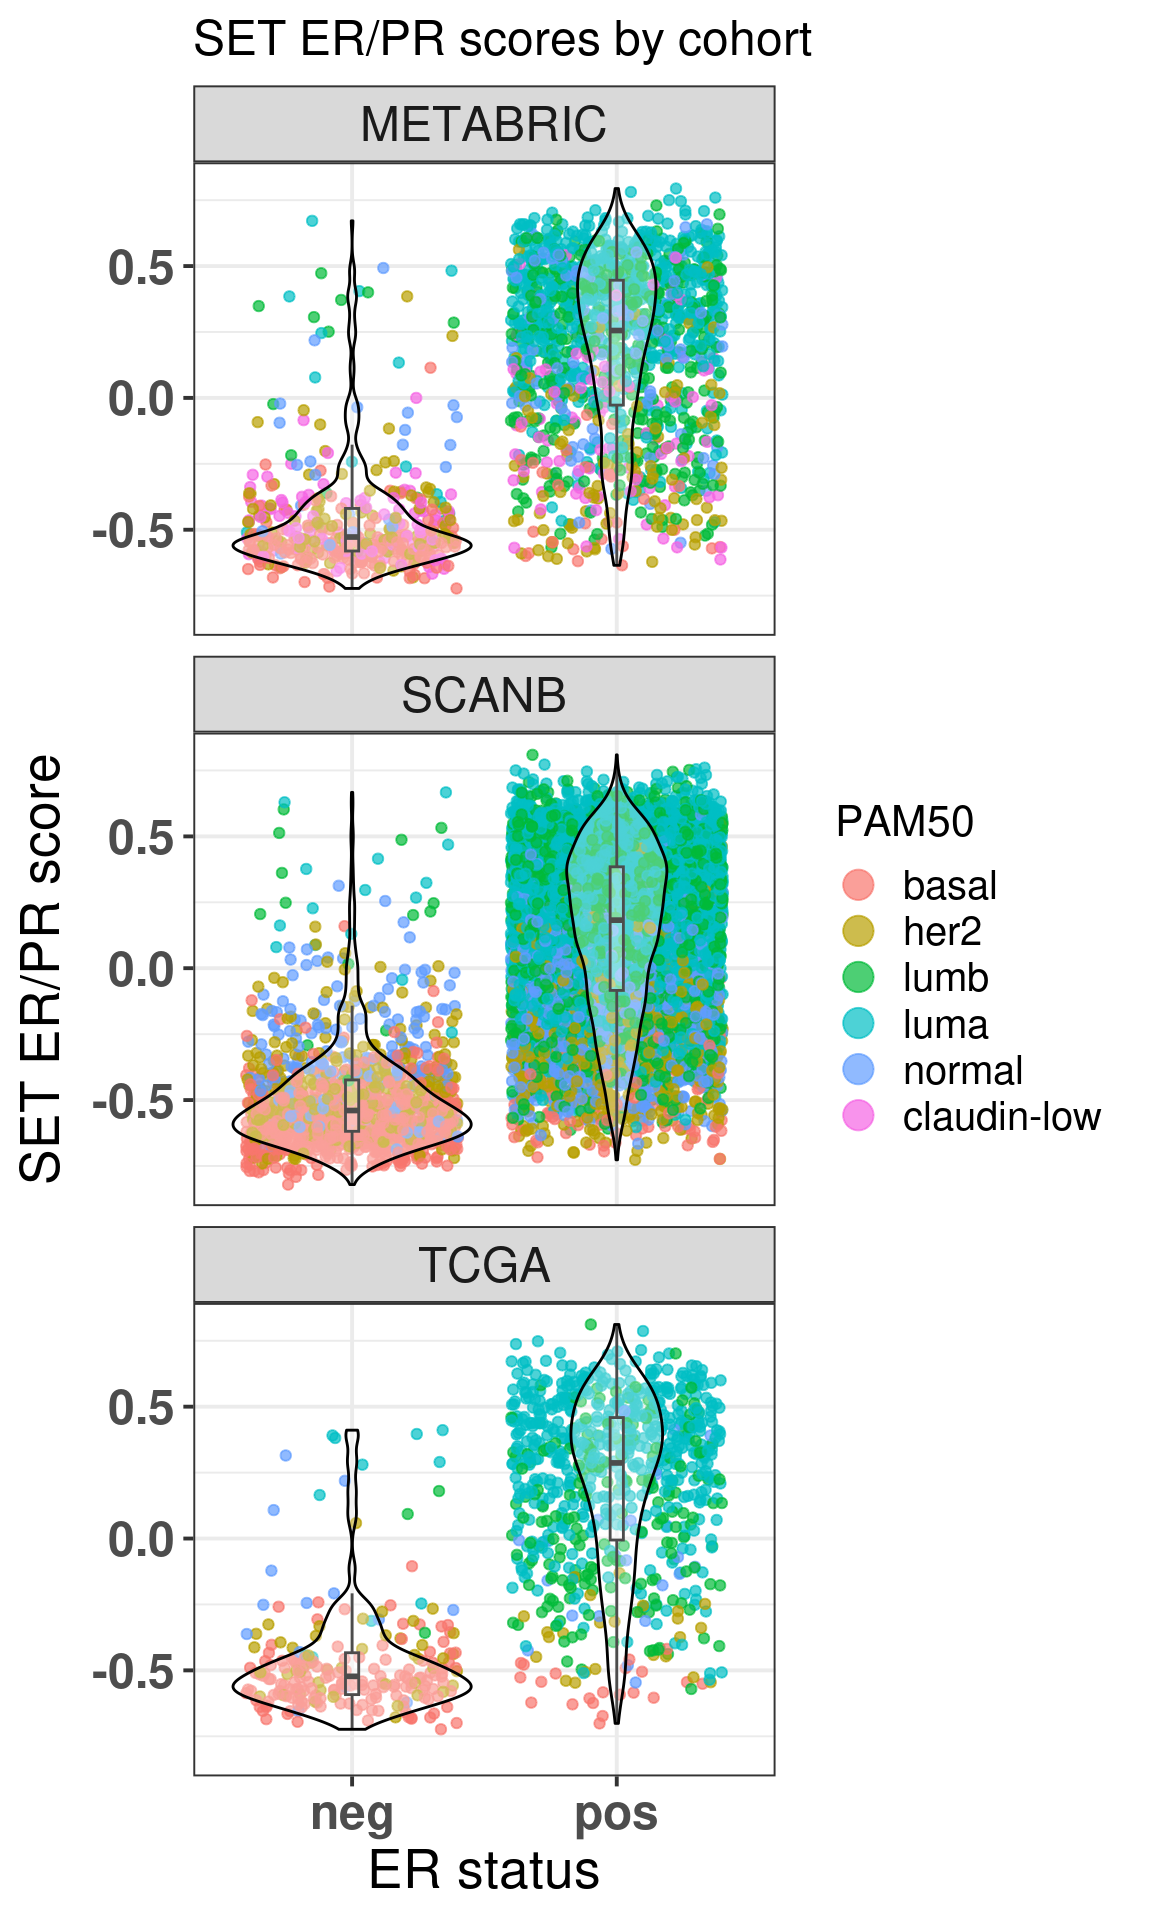 SET ER/PR scores by cohort
METABRIC
0.5
0.0
-0.5
SCANB
0.5
0.0
-0.5
TCGA
0.5
0.0
-0.5
neg pos
ER status
SET ER/PR score
PAM50
basal
her2
lumb
luma
normal
claudin-low